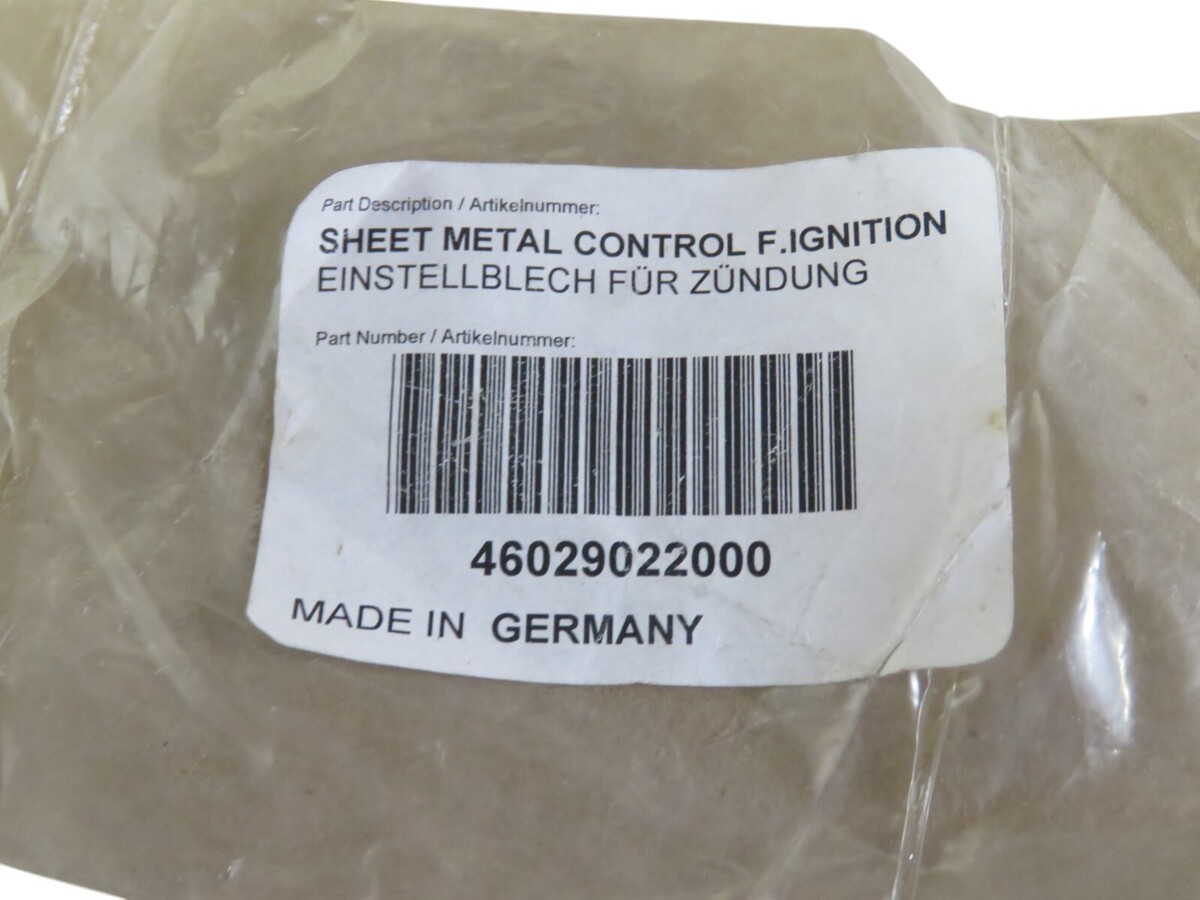 Part Description / Artikelnummer:
SHEET METAL CONTROL F.IGNITION
EINSTELLBLECH FÜR ZÜNDUNG
Part Number / Artikelnummer:
46029022000
MADE IN GERMANY